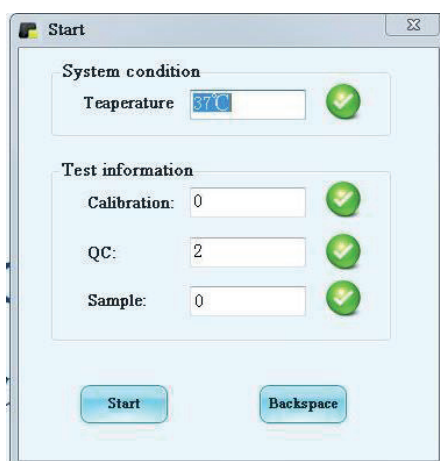 Start
System condition
Teaperature 37℃
Test information
Calibration: 0
QC: 2
Sample: 0
Start Backspace